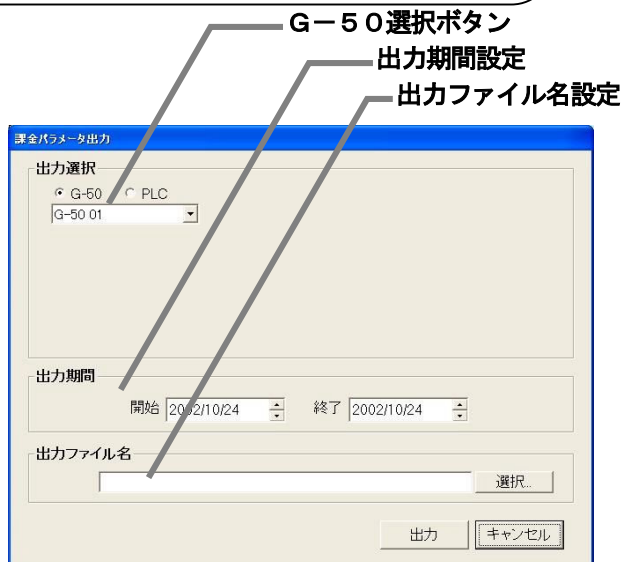 G－50選択ボタン
出力期間設定
出力ファイル名設定
課金パラメータ出力
出力選択
G-50 PLC
G-50 01
出力期間
開始 2002/10/24 終了 2002/10/24
出力ファイル名
選択...
出力 キャンセル